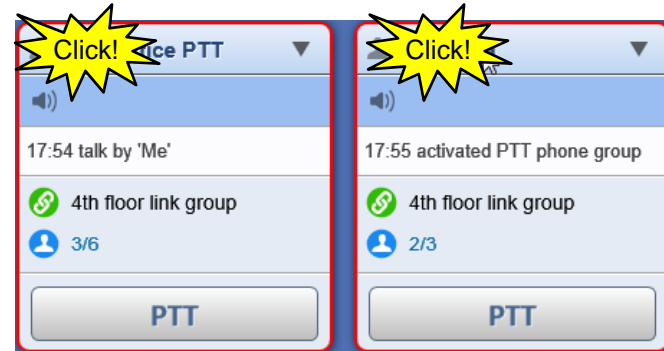 Click!
ice PTT
17:54 talk by 'Me'
4th floor link group
3/6
PTT
Click!
17:55 activated PTT phone group
4th floor link group
2/3
PTT